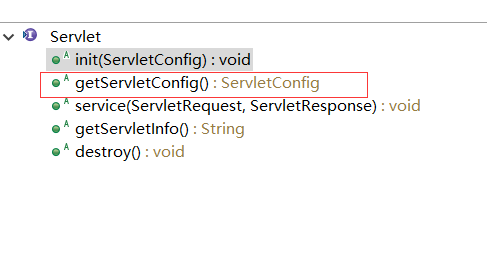 Servlet
init(ServletConfig) : void
getServletConfig() : ServletConfig
service(ServletRequest, ServletResponse) : void
getServletInfo() : String
destroy() : void